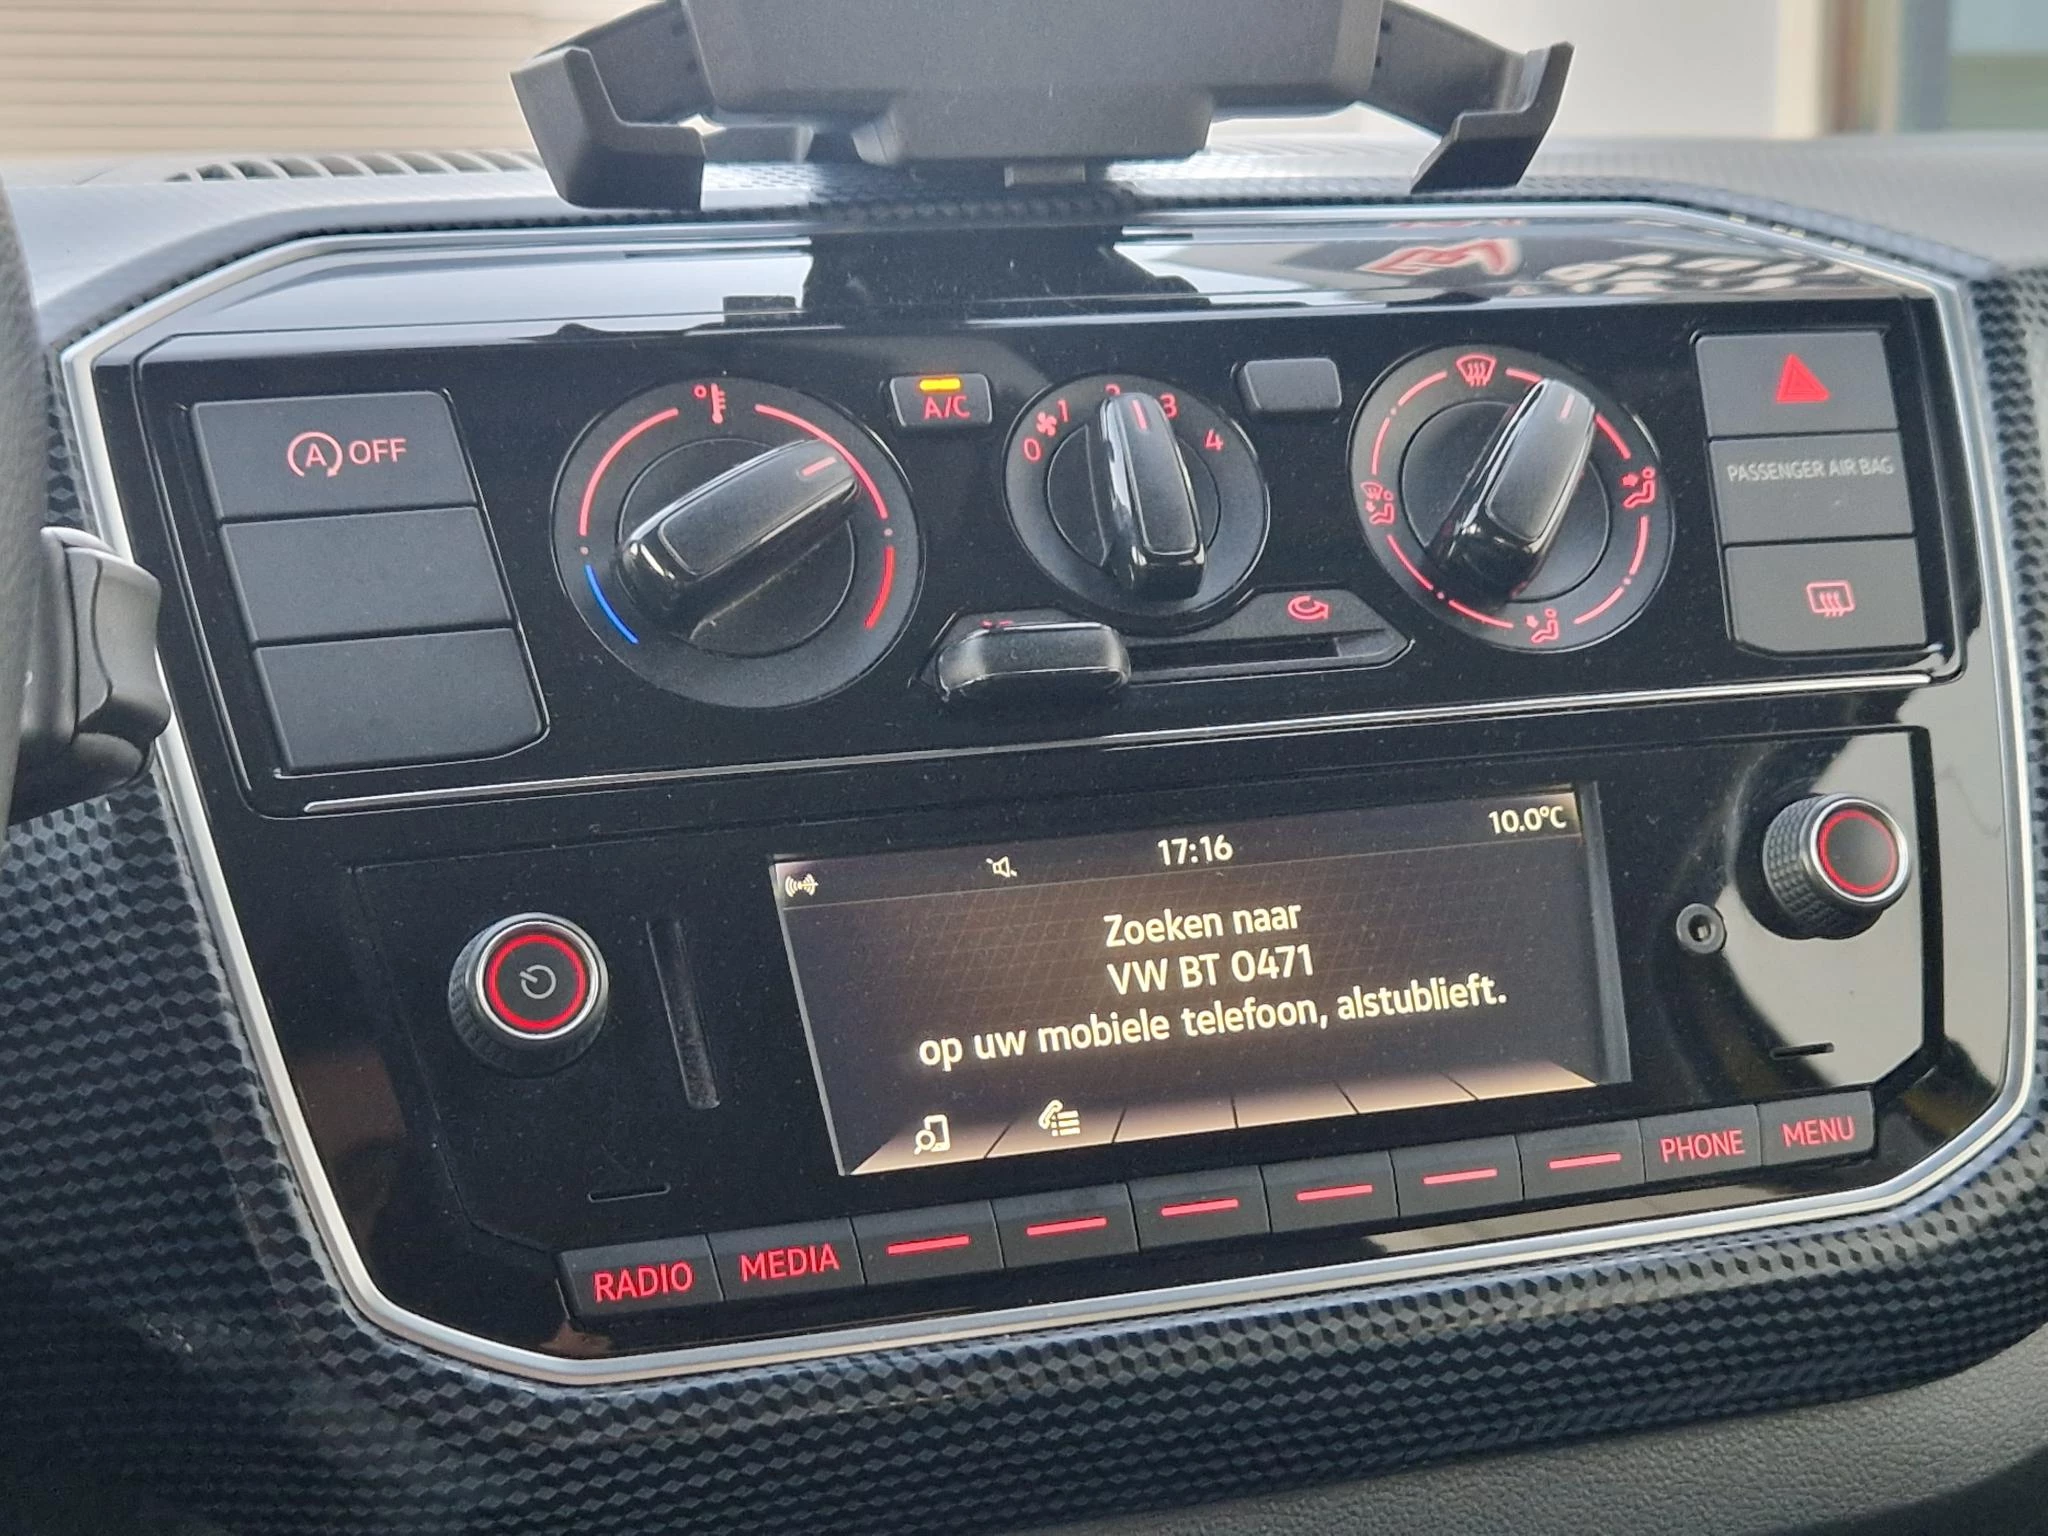 A OFF
A/C
0 1 2 3 4
PASSENGER AIR BAG
17:16
10.0°C
Zoeken naar
VW BT 0471
op uw mobiele telefoon, alstublieft.
RADIO
MEDIA
PHONE
MENU